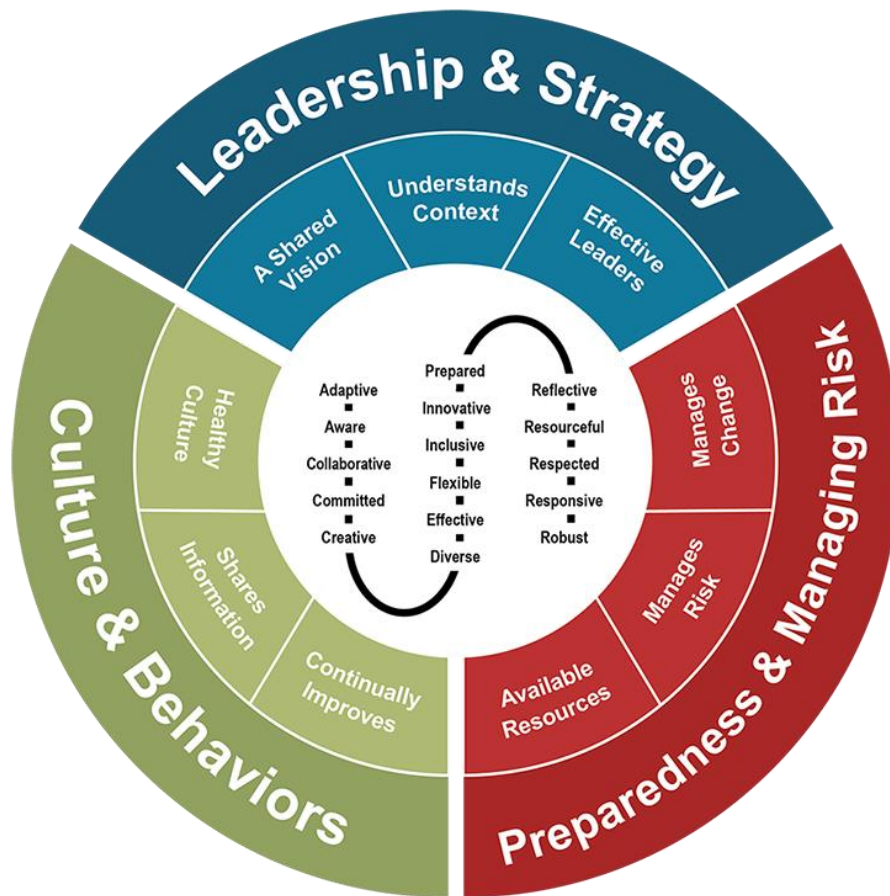 Leadership & Strategy
A Shared
Vision
Understands
Context
Effective
Leaders
Preparedness & Managing Risk
Manages
Change
Manages
Risk
Available
Resources
Culture & Behaviors
Continually
Improves
Shares
Information
Healthy
Culture
Adaptive
Aware
Collaborative
Committed
Creative
Prepared
Innovative
Inclusive
Flexible
Effective
Diverse
Reflective
Resourceful
Respected
Responsive
Robust